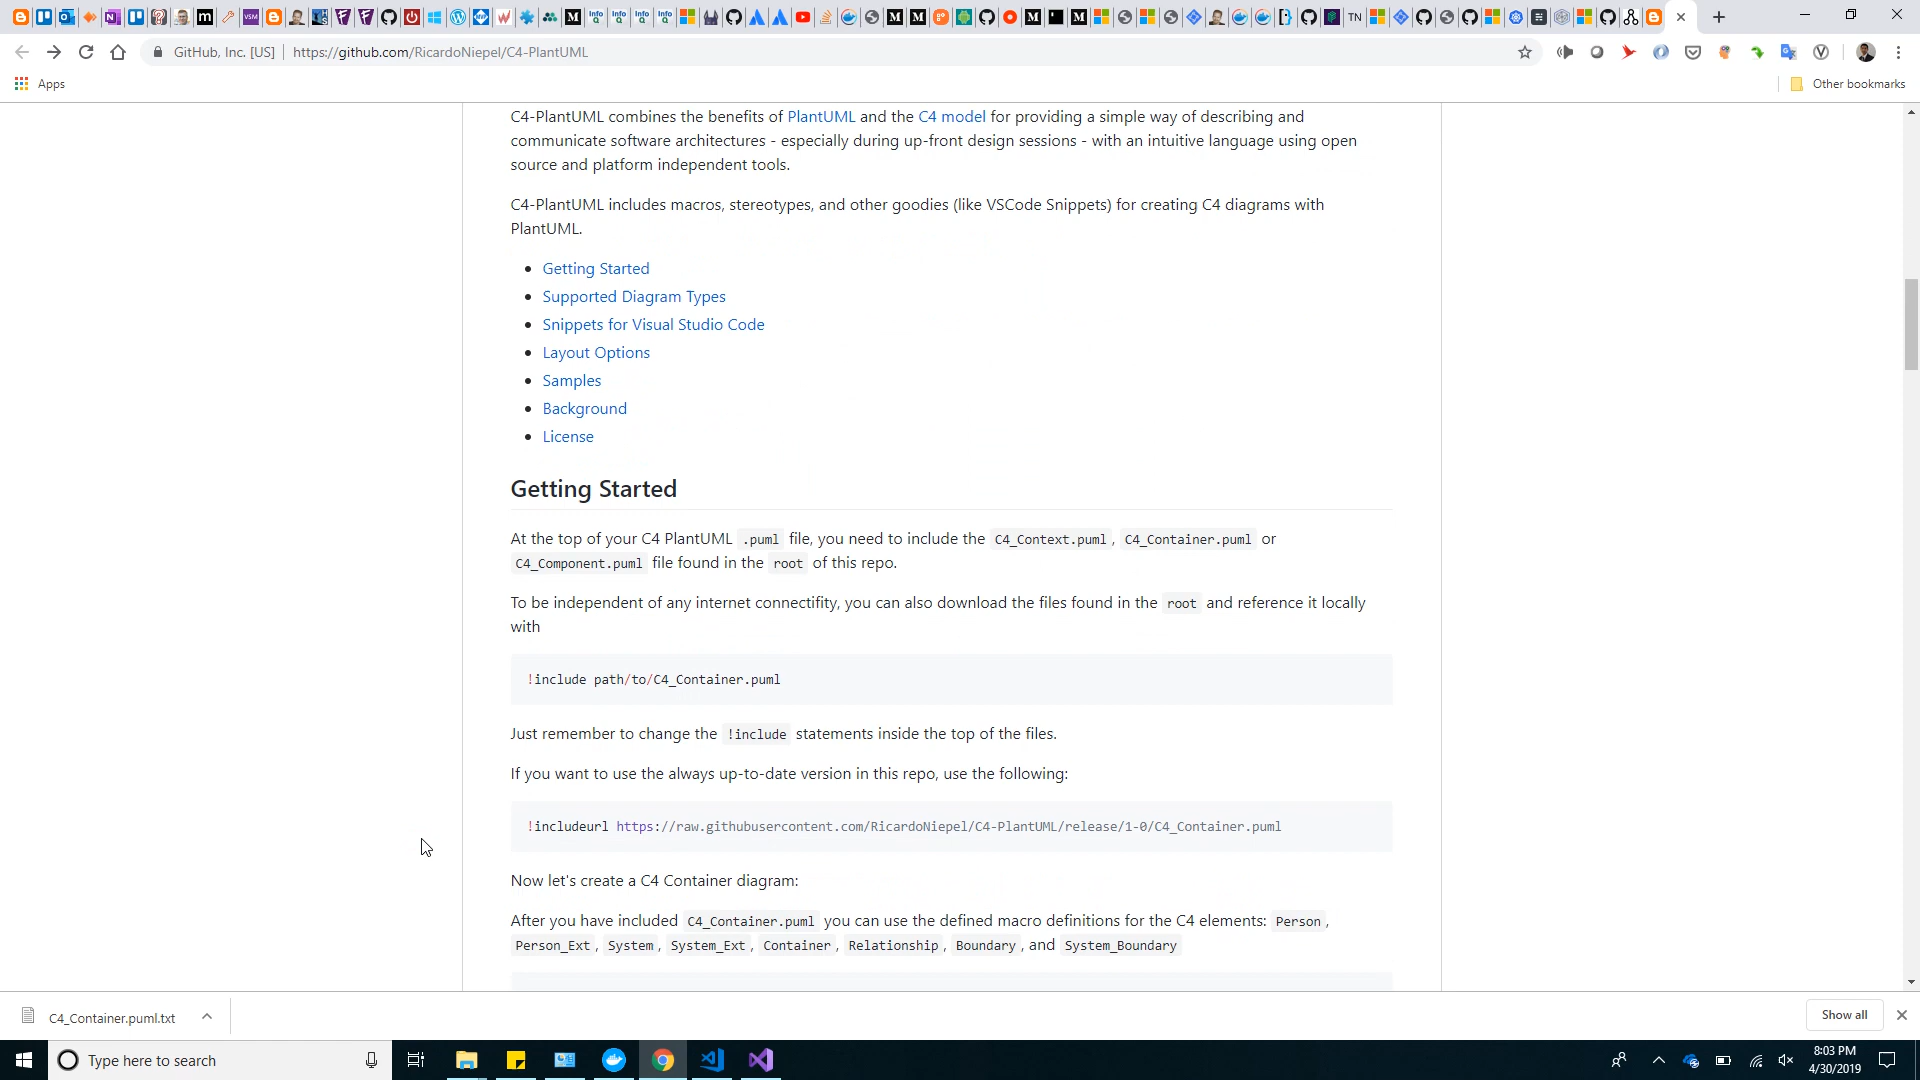 GitHub, Inc. [US] https://github.com/RicardoNiepel/C4-PlantUML
Apps
Other bookmarks
C4-PlantUML combines the benefits of PlantUML and the C4 model for providing a simple way of describing and
communicate software architectures - especially during up-front design sessions - with an intuitive language using open
source and platform independent tools.
C4-PlantUML includes macros, stereotypes, and other goodies (like VSCode Snippets) for creating C4 diagrams with
PlantUML.
Getting Started
Supported Diagram Types
Snippets for Visual Studio Code
Layout Options
Samples
Background
License
Getting Started
At the top of your C4 PlantUML .puml file, you need to include the C4_Context.puml, C4_Container.puml or
C4_Component.puml file found in the root of this repo.
To be independent of any internet connectifity, you can also download the files found in the root and reference it locally
with
!include path/to/C4_Container.puml
Just remember to change the !include statements inside the top of the files.
If you want to use the always up-to-date version in this repo, use the following:
!includeurl https://raw.githubusercontent.com/RicardoNiepel/C4-PlantUML/release/1-0/C4_Container.puml
Now let's create a C4 Container diagram:
After you have included C4_Container.puml you can use the defined macro definitions for the C4 elements: Person,
Person_Ext, System, System_Ext, Container, Relationship, Boundary, and System_Boundary
C4_Container.puml.txt
Show all
Type here to search
8:03 PM
4/30/2019